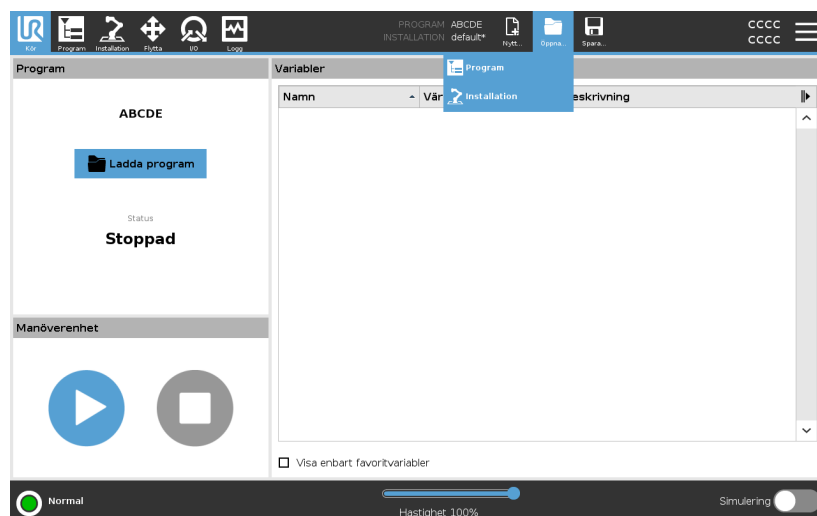 PROGRAM ABCDE
INSTALLATION default*
CCCC
CCCC
Kör
Program
Installation
Flytta
I/O
Logg
Nytt...
Öppna...
Spara...
Program
Variabler
Program
Installation
Namn
Vär
eskrivning
ABCDE
Ladda program
Status
Stoppad
Manöverenhet
Visa enbart favoritvariabler
Normal
Hastighet 100%
Simulering